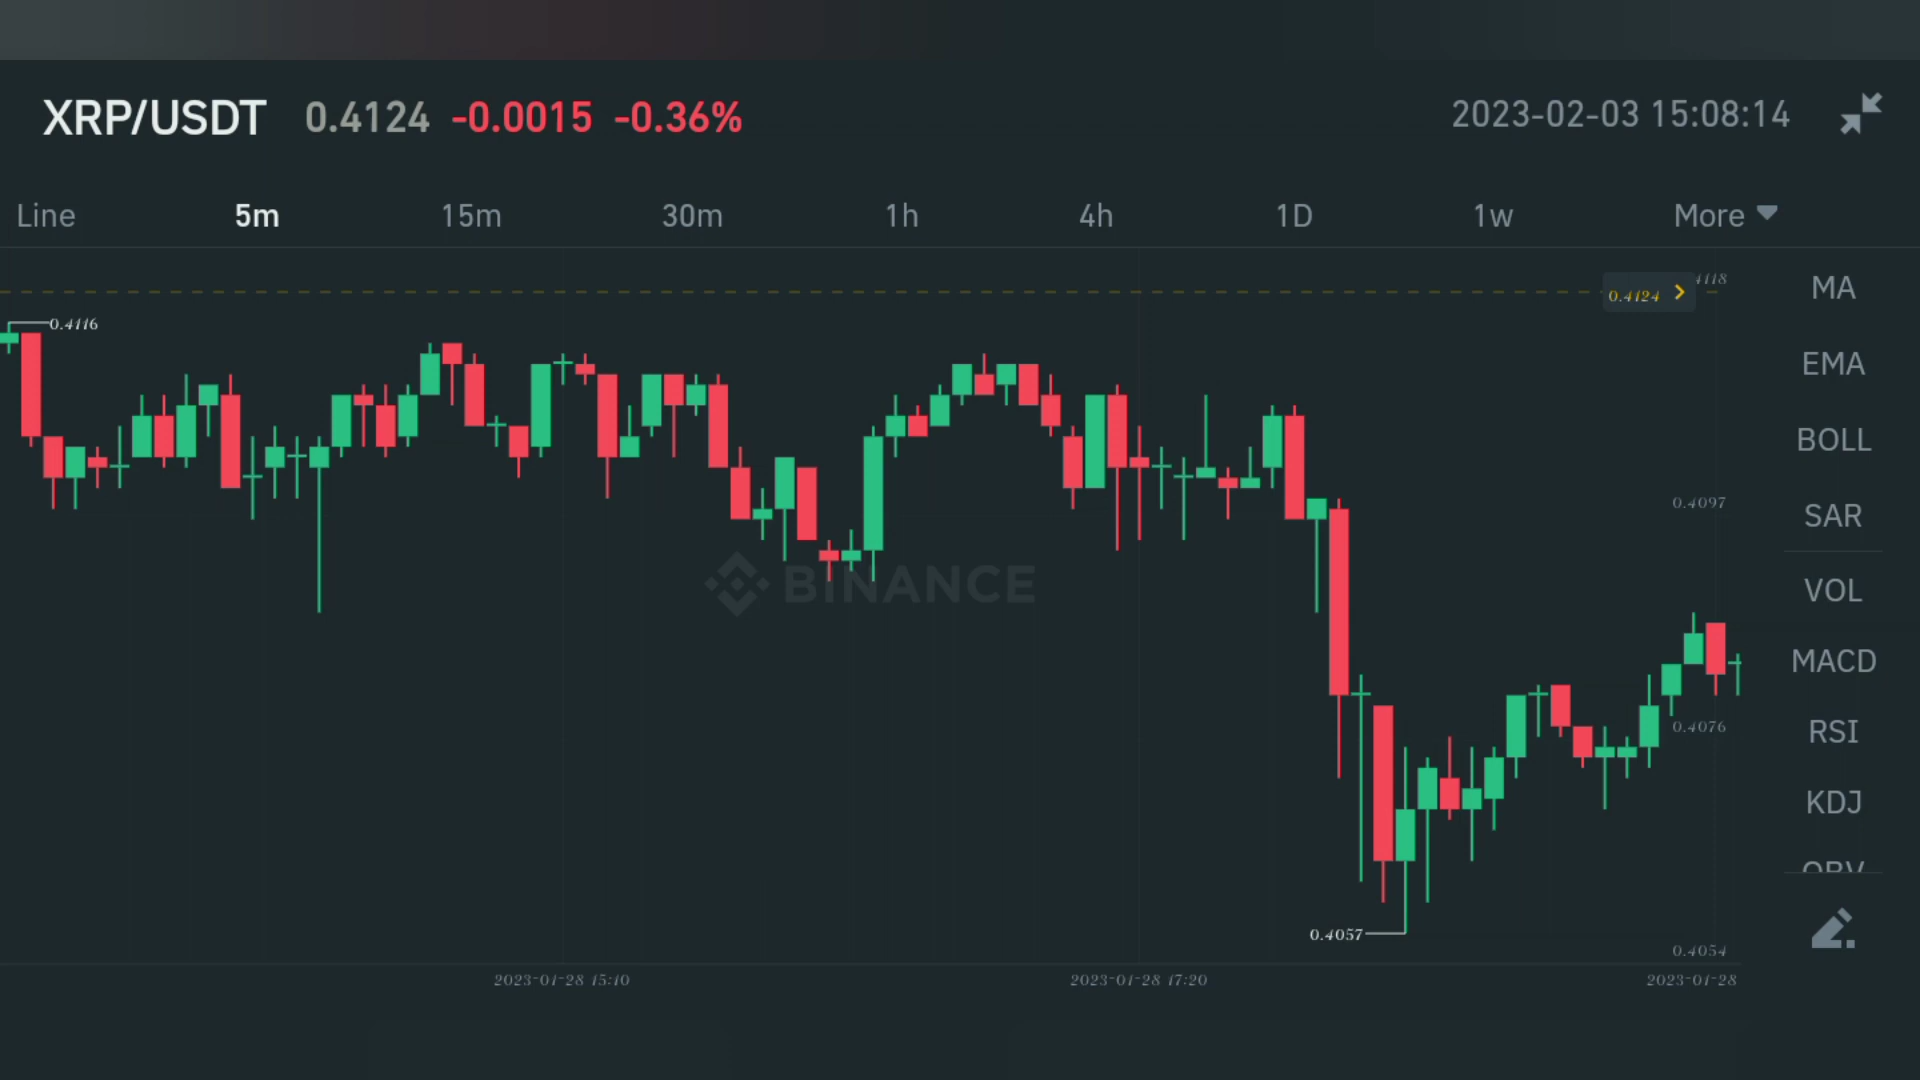 XRP/USDT 0.4124 -0.0015 -0.36% 2023-02-03 15:08:14
Line 5m 15m 30m 1h 4h 1D 1w More
MA
0.4124
0.4116
EMA
BOLL
0.4097
SAR
BINANCE
VOL
MACD
0.4076
RSI
KDJ
OBV
0.4057
0.4054
2023-01-28 15:10 2023-01-28 17:20 2023-01-28